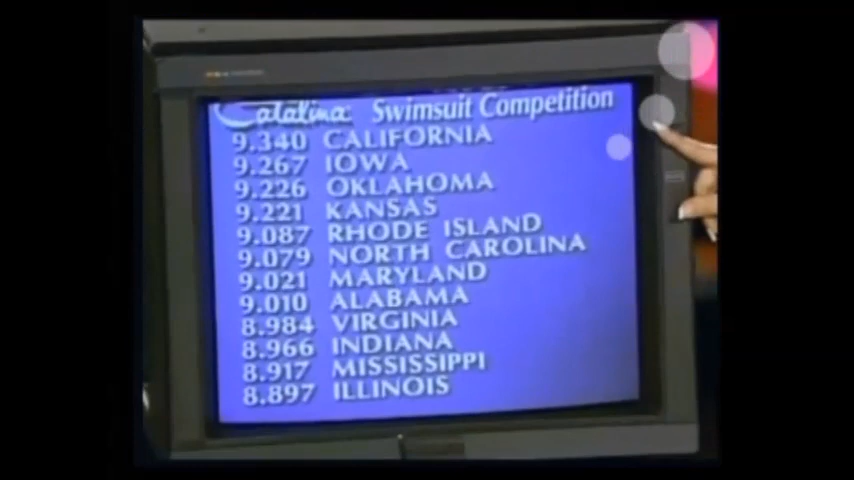 Catalina Swimsuit Competition
9.340 CALIFORNIA
9.267 IOWA
9.226 OKLAHOMA
9.221 KANSAS
9.087 RHODE ISLAND
9.079 NORTH CAROLINA
9.021 MARYLAND
9.010 ALABAMA
8.984 VIRGINIA
8.966 INDIANA
8.917 MISSISSIPPI
8.897 ILLINOIS